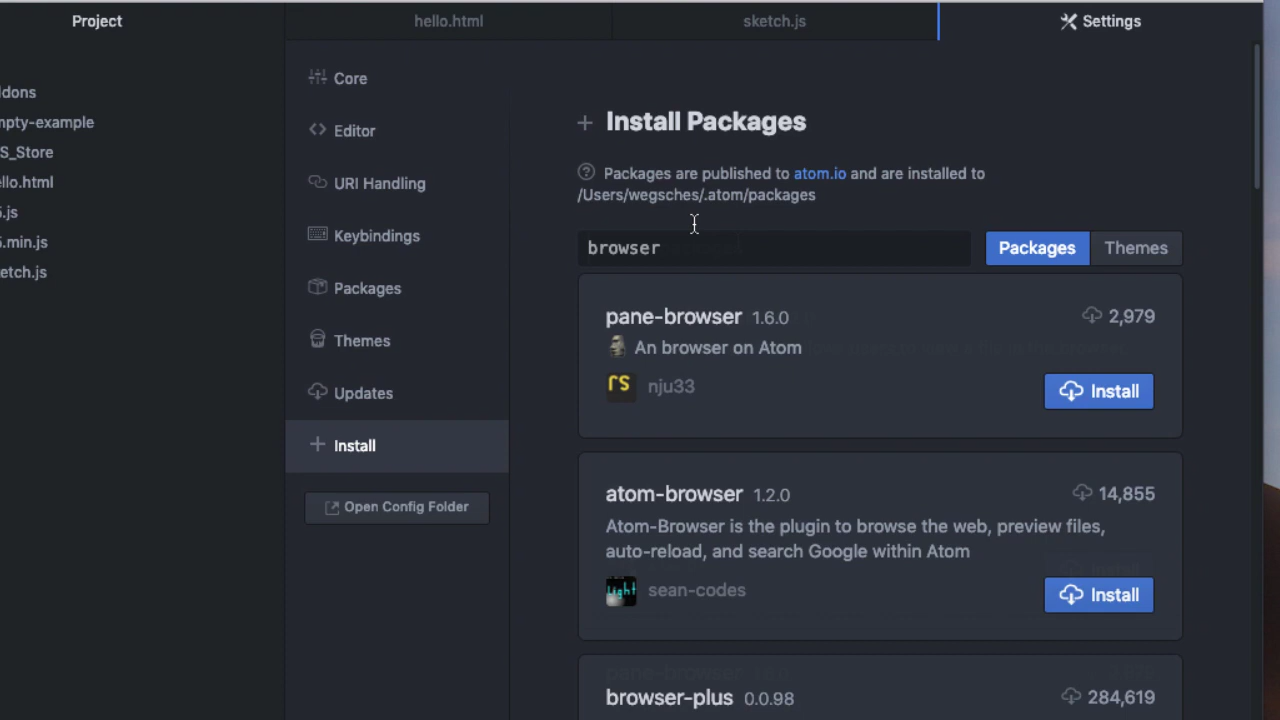 Project
hello.html
sketch.js
Settings
ldons
mpty-example
S_Store
ello.html
5.js
5.min.js
etch.js
Core
Editor
URI Handling
Keybindings
Packages
Themes
Updates
Install
Open Config Folder
Install Packages
Packages are published to atom.io and are installed to
/Users/wegsches/.atom/packages
browser
Packages
Themes
pane-browser 1.6.0
2,979
An browser on Atom
rs
nju33
Install
atom-browser 1.2.0
14,855
Atom-Browser is the plugin to browse the web, preview files,
auto-reload, and search Google within Atom
light
sean-codes
Install
browser-plus 0.0.98
284,619